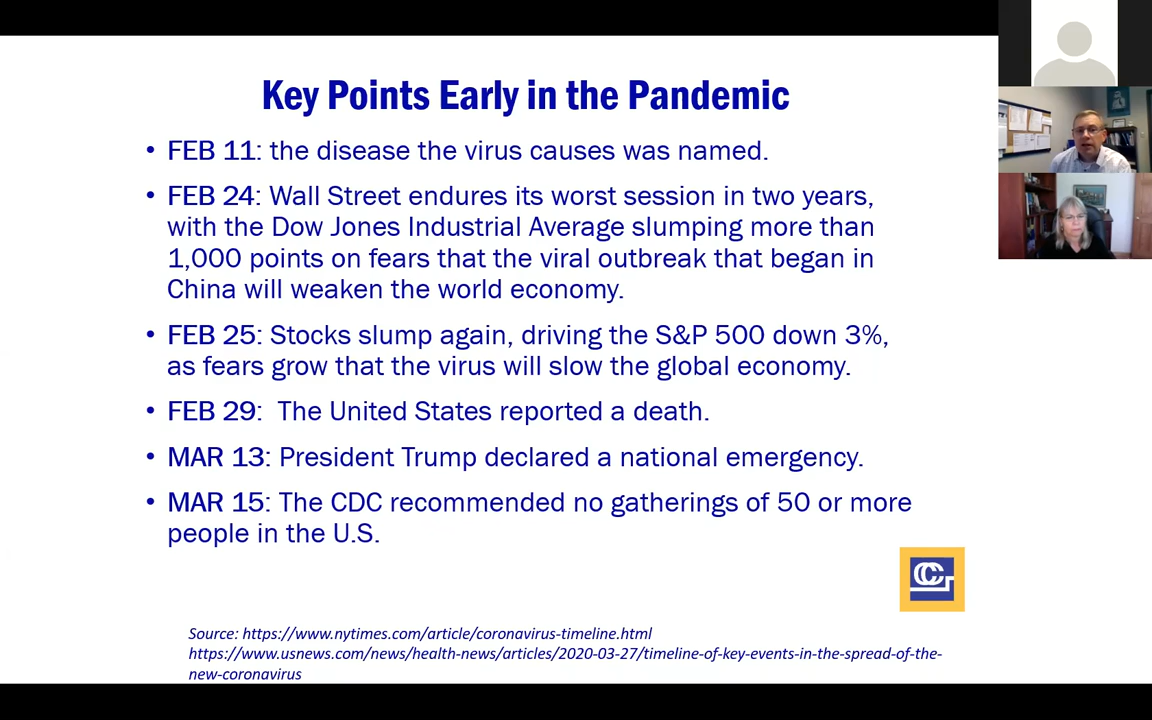 Key Points Early in the Pandemic
• FEB 11: the disease the virus causes was named.
• FEB 24: Wall Street endures its worst session in two years,
with the Dow Jones Industrial Average slumping more than
1,000 points on fears that the viral outbreak that began in
China will weaken the world economy.
• FEB 25: Stocks slump again, driving the S&P 500 down 3%,
as fears grow that the virus will slow the global economy.
• FEB 29:  The United States reported a death.
• MAR 13: President Trump declared a national emergency.
• MAR 15: The CDC recommended no gatherings of 50 or more
people in the U.S.
Source: https://www.nytimes.com/article/coronavirus-timeline.html
https://www.usnews.com/news/health-news/articles/2020-03-27/timeline-of-key-events-in-the-spread-of-the-
new-coronavirus